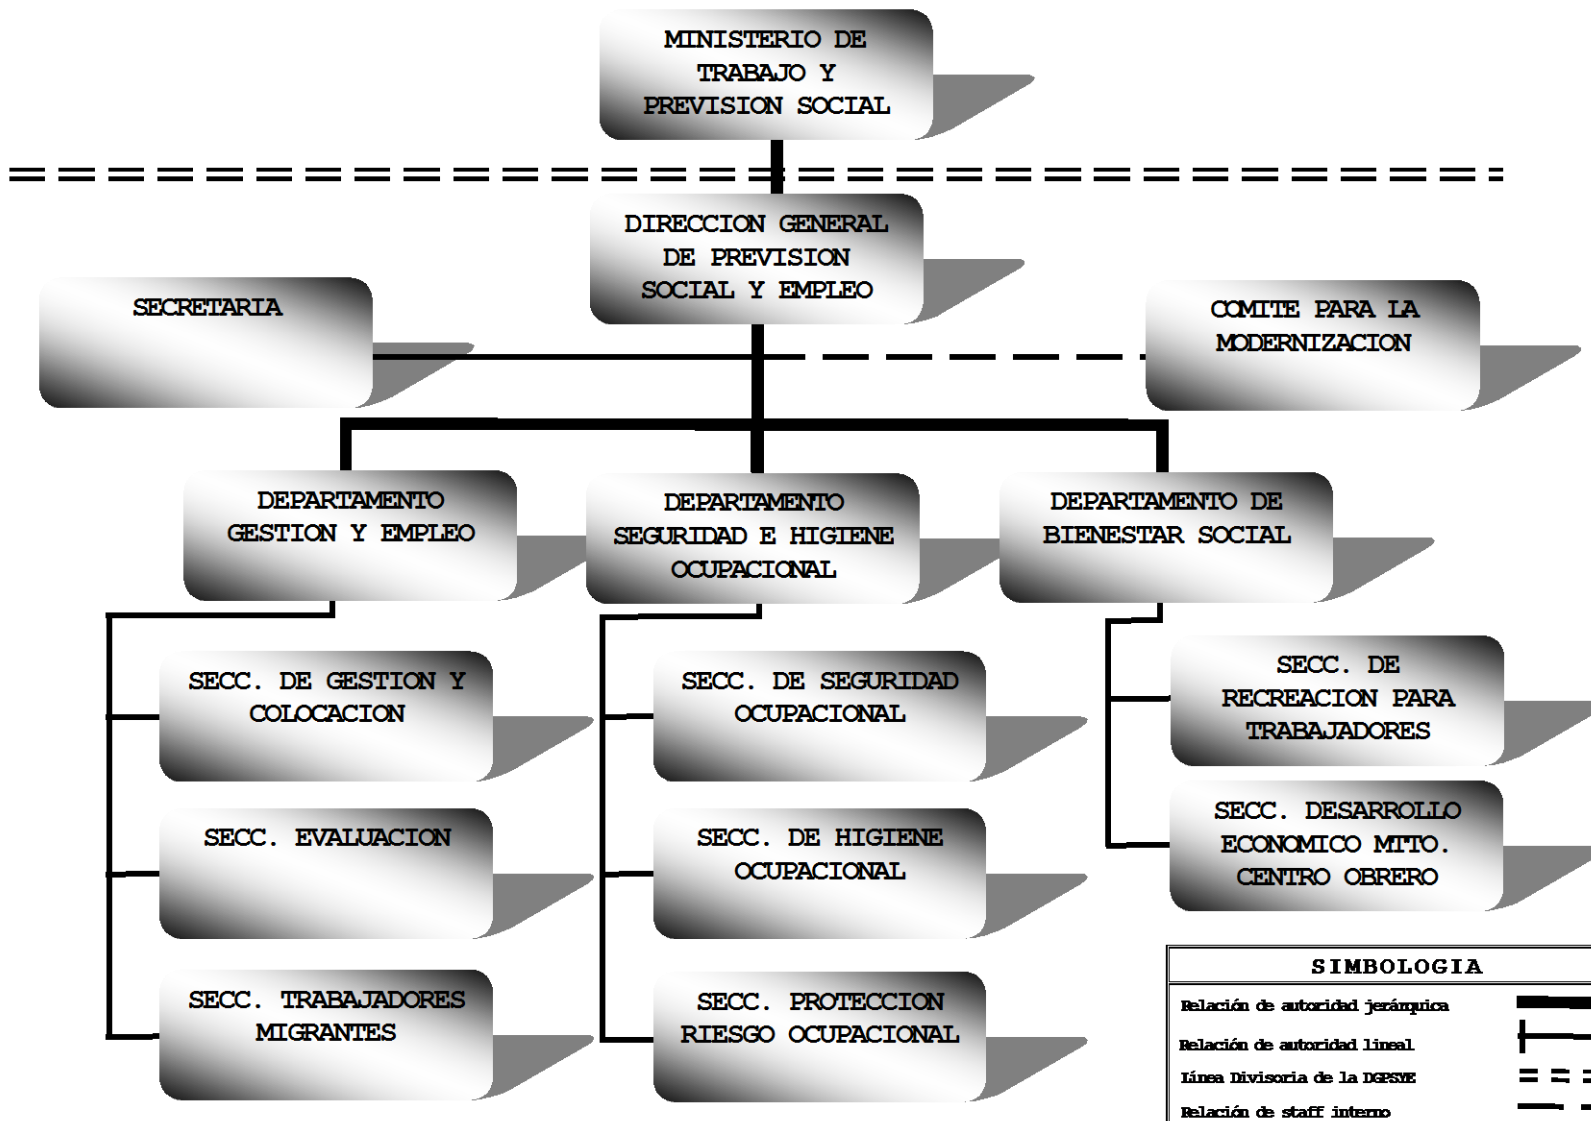 MINISTERIO DE
TRABAJO Y
PREVISION SOCIAL
DIRECCION GENERAL
DE PREVISION
SOCIAL Y EMPLEO
SECRETARIA
COMITE PARA LA
MODERNIZACION
DEPARTAMENTO
GESTION Y EMPLEO
DEPARTAMENTO
SEGURIDAD E HIGIENE
OCUPACIONAL
DEPARTAMENTO DE
BIENESTAR SOCIAL
SECC. DE GESTION Y
COLOCACION
SECC. EVALUACION
SECC. TRABAJADORES
MIGRANTES
SECC. DE SEGURIDAD
OCUPACIONAL
SECC. DE HIGIENE
OCUPACIONAL
SECC. PROTECCION
RIESGO OCUPACIONAL
SECC. DE
RECREACION PARA
TRABAJADORES
SECC. DESARROLLO
ECONOMICO MTTO.
CENTRO OBRERO
SIMBOLOGIA
Relación de autoridad jerárquica
Relación de autoridad lineal
Línea Divisoria de la DGPSYE
Relación de staff interno